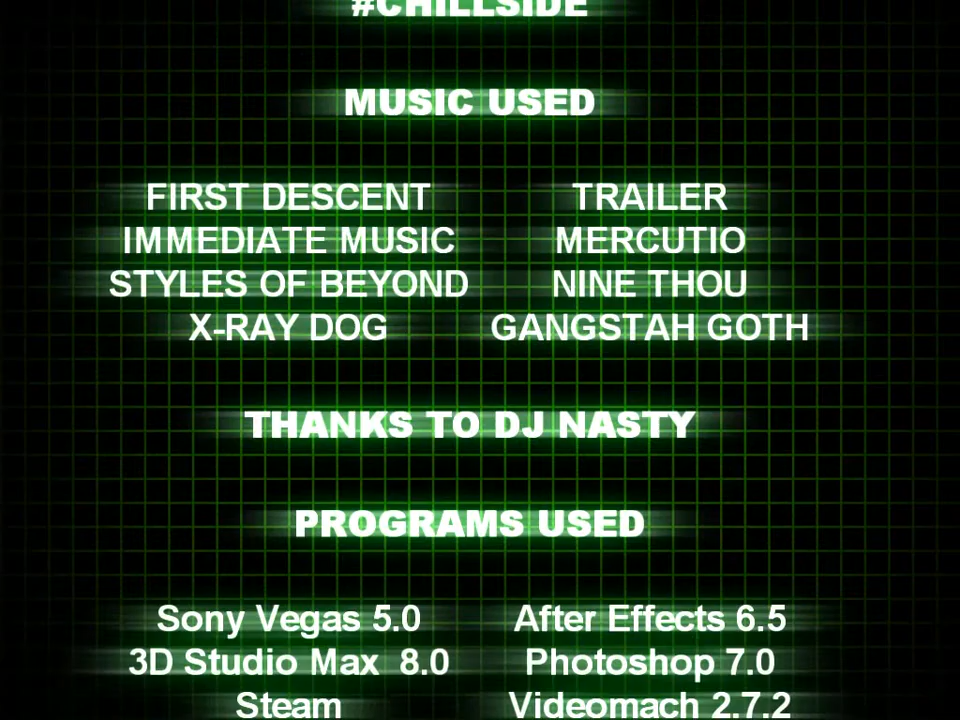 #CHILLSIDE
MUSIC USED
FIRST DESCENT TRAILER
IMMEDIATE MUSIC MERCUTIO
STYLES OF BEYOND NINE THOU
X-RAY DOG GANGSTAH GOTH
THANKS TO DJ NASTY
PROGRAMS USED
Sony Vegas 5.0 After Effects 6.5
3D Studio Max 8.0 Photoshop 7.0
Steam Videomach 2.7.2